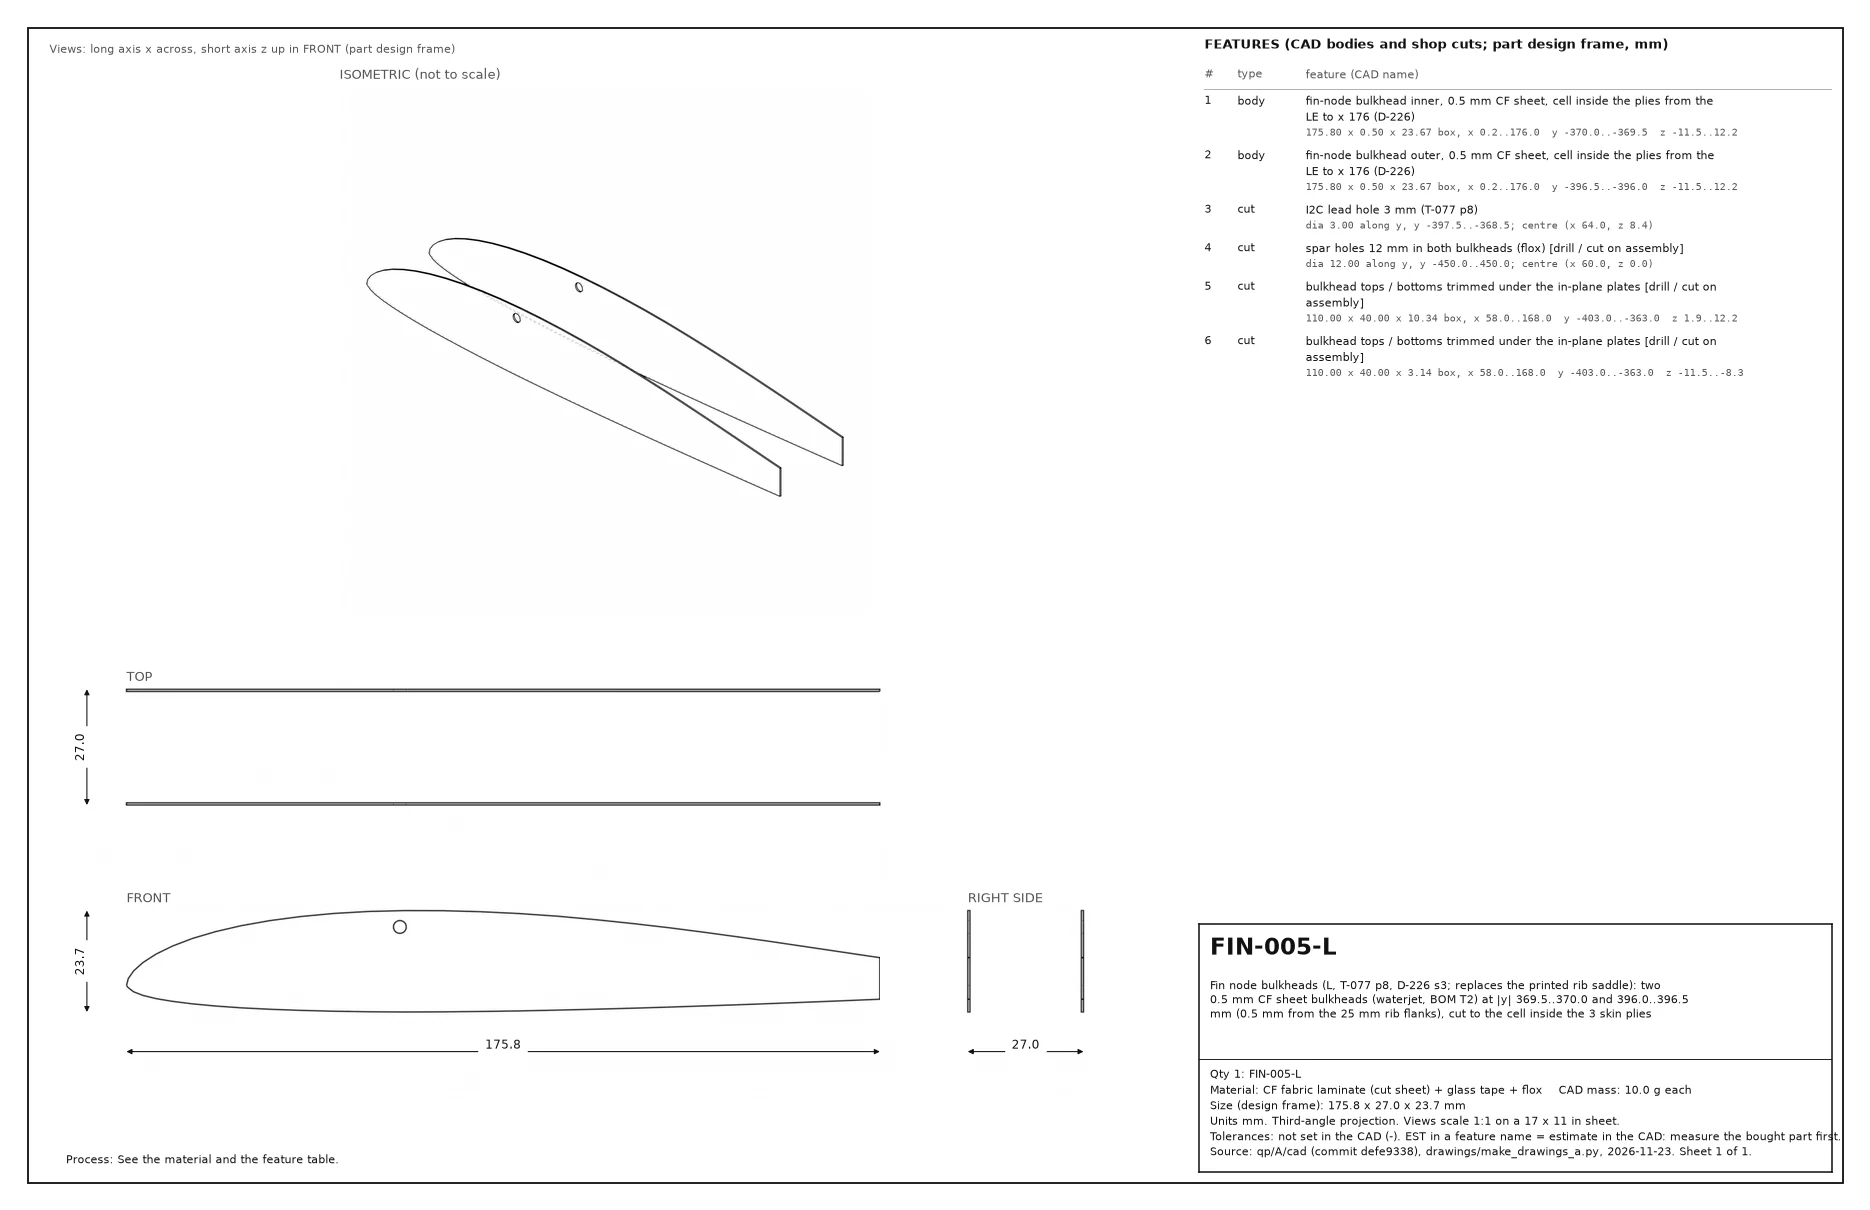 Views: long axis x across, short axis z up in FRONT (part design frame)
ISOMETRIC (not to scale)
TOP
27.0
FRONT
23.7
175.8
RIGHT SIDE
27.0
Process: See the material and the feature table.
FEATURES (CAD bodies and shop cuts; part design frame, mm)
# type feature (CAD name)
1 body fin-node bulkhead inner, 0.5 mm CF sheet, cell inside the plies from the
LE to x 176 (D-226)
175.80 x 0.50 x 23.67 box, x 0.2..176.0 y -370.0..-369.5 z -11.5..12.2
2 body fin-node bulkhead outer, 0.5 mm CF sheet, cell inside the plies from the
LE to x 176 (D-226)
175.80 x 0.50 x 23.67 box, x 0.2..176.0 y -396.5..-396.0 z -11.5..12.2
3 cut I2C lead hole 3 mm (T-077 p8)
dia 3.00 along y, y -397.5..-368.5; centre (x 64.0, z 8.4)
4 cut spar holes 12 mm in both bulkheads (flox) [drill / cut on assembly]
dia 12.00 along y, y -450.0..450.0; centre (x 60.0, z 0.0)
5 cut bulkhead tops / bottoms trimmed under the in-plane plates [drill / cut on
assembly]
110.00 x 40.00 x 10.34 box, x 58.0..168.0 y -403.0..-363.0 z 1.9..12.2
6 cut bulkhead tops / bottoms trimmed under the in-plane plates [drill / cut on
assembly]
110.00 x 40.00 x 3.14 box, x 58.0..168.0 y -403.0..-363.0 z -11.5..-8.3
FIN-005-L
Fin node bulkheads (L, T-077 p8, D-226 s3; replaces the printed rib saddle): two
0.5 mm CF sheet bulkheads (waterjet, BOM T2) at |y| 369.5..370.0 and 396.0..396.5
mm (0.5 mm from the 25 mm rib flanks), cut to the cell inside the 3 skin plies
Qty 1: FIN-005-L
Material: CF fabric laminate (cut sheet) + glass tape + flox CAD mass: 10.0 g each
Size (design frame): 175.8 x 27.0 x 23.7 mm
Units mm. Third-angle projection. Views scale 1:1 on a 17 x 11 in sheet.
Tolerances: not set in the CAD (-). EST in a feature name = estimate in the CAD: measure the bought part first.
Source: qp/A/cad (commit defe9338), drawings/make_drawings_a.py, 2026-11-23. Sheet 1 of 1.